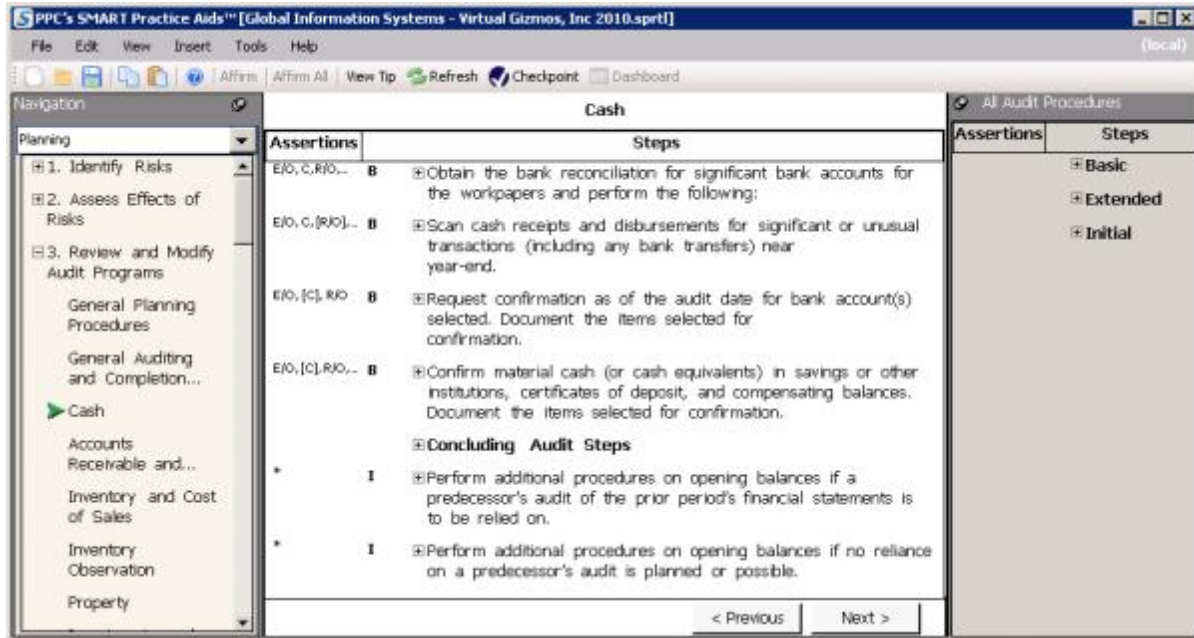 PPC's SMART Practice Aids™ [Global Information Systems - Virtual Gizmos, Inc 2010.sprtl]
File Edit View Insert Tools Help (local)
Affirm Affirm All View Tip Refresh Checkpoint Dashboard
Navigation
Planning
1. Identify Risks
2. Assess Effects of
Risks
3. Review and Modify
Audit Programs
General Planning
Procedures
General Auditing
and Completion...
Cash
Accounts
Receivable and...
Inventory and Cost
of Sales
Inventory
Observation
Property
Cash
Assertions Steps
E/O, C,R/O,... B Obtain the bank reconciliation for significant bank accounts for
the workpapers and perform the following:
E/O, C, [R/O],... B Scan cash receipts and disbursements for significant or unusual
transactions (including any bank transfers) near
year-end.
E/O, [C], R/O B Request confirmation as of the audit date for bank account(s)
selected. Document the items selected for
confirmation.
E/O, [C],R/O,... B Confirm material cash (or cash equivalents) in savings or other
institutions, certificates of deposit, and compensating balances.
Document the items selected for confirmation.
Concluding Audit Steps
* I Perform additional procedures on opening balances if a
predecessor's audit of the prior period's financial statements is
to be relied on.
* I Perform additional procedures on opening balances if no reliance
on a predecessor's audit is planned or possible.
< Previous Next >
All Audit Procedures
Assertions Steps
Basic
Extended
Initial